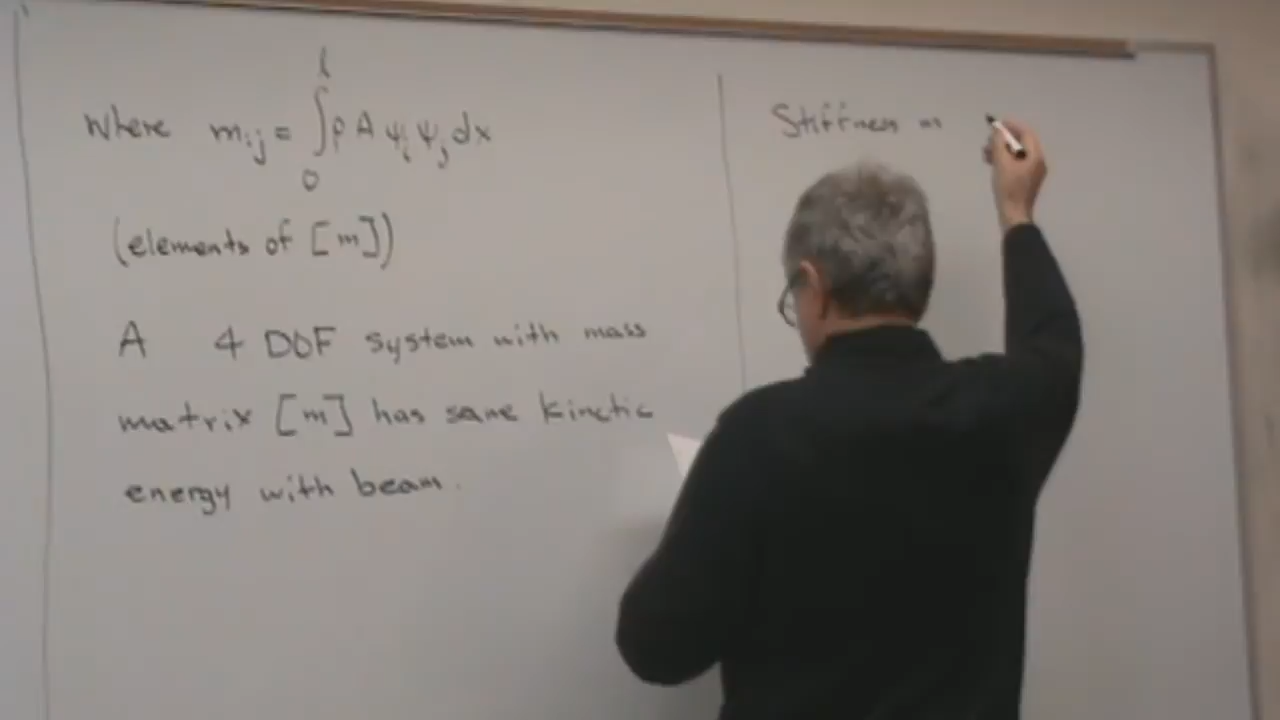 Where m_ij = ∫_0^l ρ A ψ_i ψ_j dx
(elements of [m])
A 4 DOF system with mass
matrix [m] has same kinetic
energy with beam.
Stiffness m